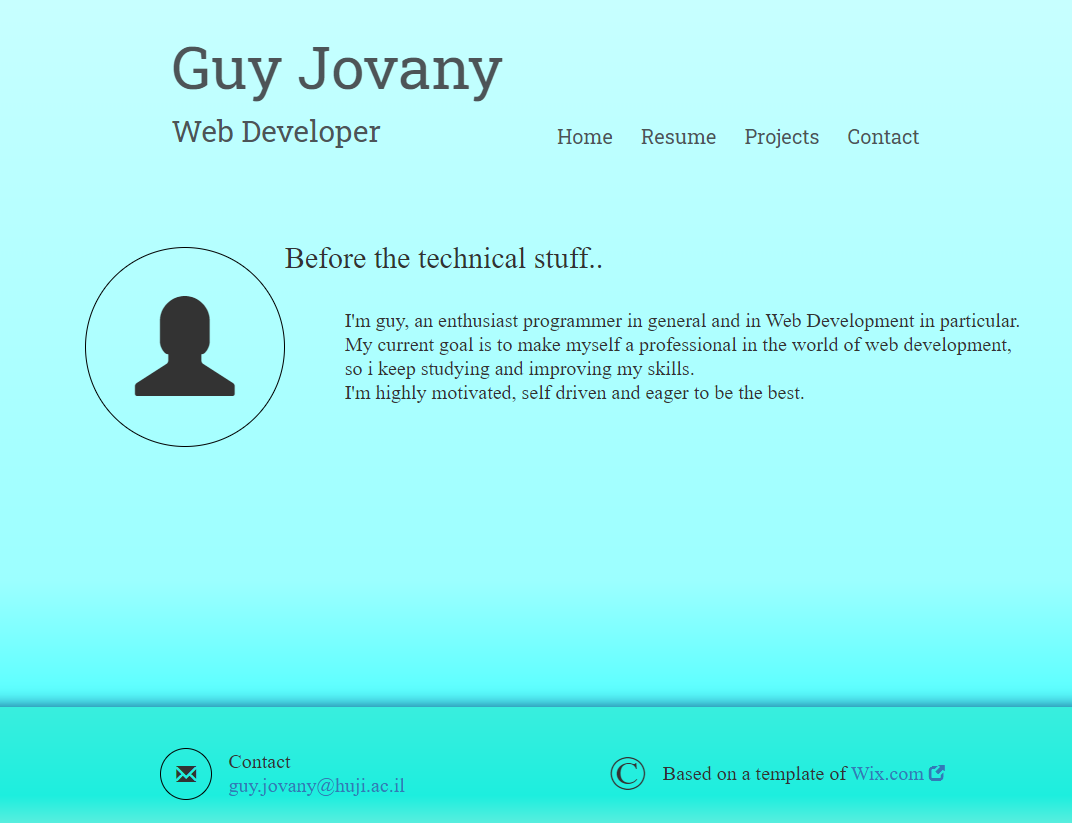 Guy Jovany
Web Developer
Home Resume Projects Contact
Before the technical stuff..
I'm guy, an enthusiast programmer in general and in Web Development in particular.
My current goal is to make myself a professional in the world of web development,
so i keep studying and improving my skills.
I'm highly motivated, self driven and eager to be the best.
Contact
guy.jovany@huji.ac.il
© Based on a template of Wix.com